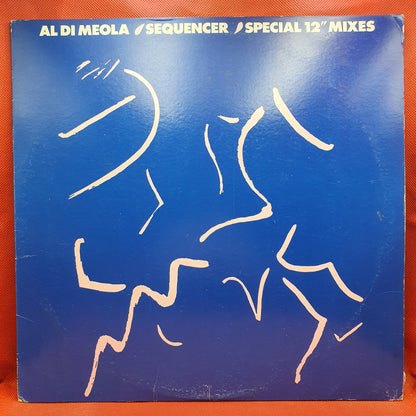 AL DI MEOLA / SEQUENCER / SPECIAL 12" MIXES